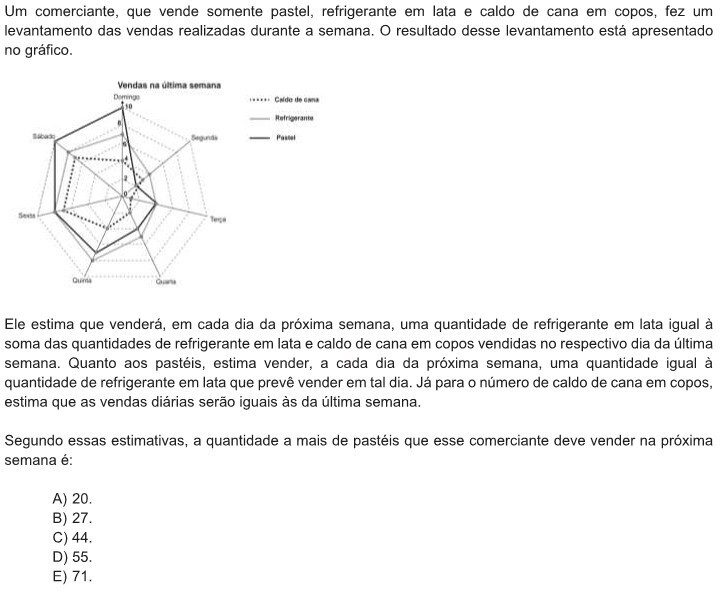 Um comerciante, que vende somente pastel, refrigerante em lata e caldo de cana em copos, fez um
levantamento das vendas realizadas durante a semana. O resultado desse levantamento está apresentado
no gráfico.
Vendas na última semana
Domingo
10
8
6
4
2
0
Segunda
Terça
Quarta
Quinta
Sexta
Sábado
Caldo de cana
Refrigerante
Pastel
Ele estima que venderá, em cada dia da próxima semana, uma quantidade de refrigerante em lata igual à
soma das quantidades de refrigerante em lata e caldo de cana em copos vendidas no respectivo dia da última
semana. Quanto aos pastéis, estima vender, a cada dia da próxima semana, uma quantidade igual à
quantidade de refrigerante em lata que prevê vender em tal dia. Já para o número de caldo de cana em copos,
estima que as vendas diárias serão iguais às da última semana.
Segundo essas estimativas, a quantidade a mais de pastéis que esse comerciante deve vender na próxima
semana é:
A) 20.
B) 27.
C) 44.
D) 55.
E) 71.